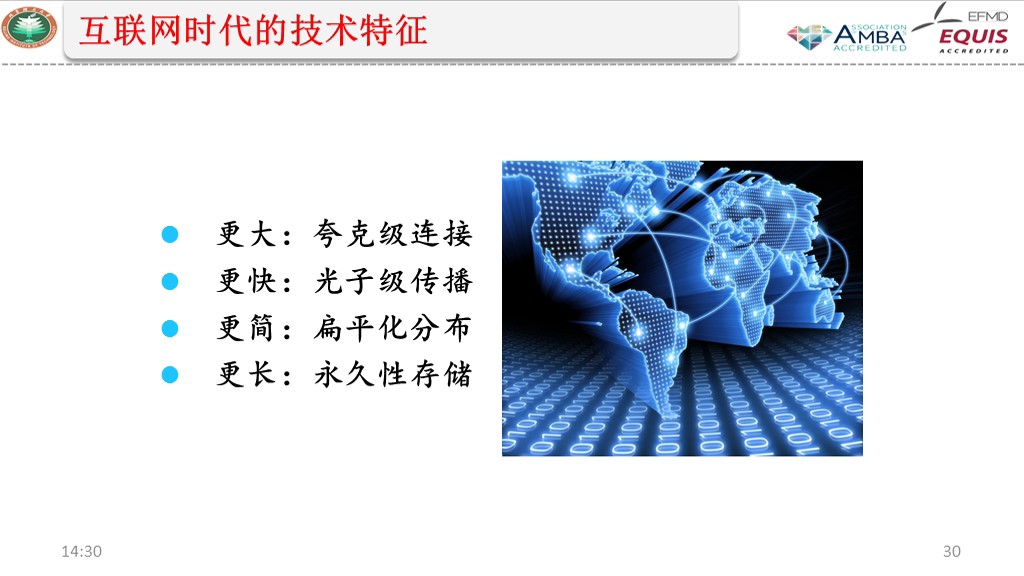 互联网时代的技术特征
ASSOCIATION
AMBA
ACCREDITED
EFMD
EQUIS
ACCREDITED
更大：夸克级连接
更快：光子级传播
更简：扁平化分布
更长：永久性存储
14:30
30